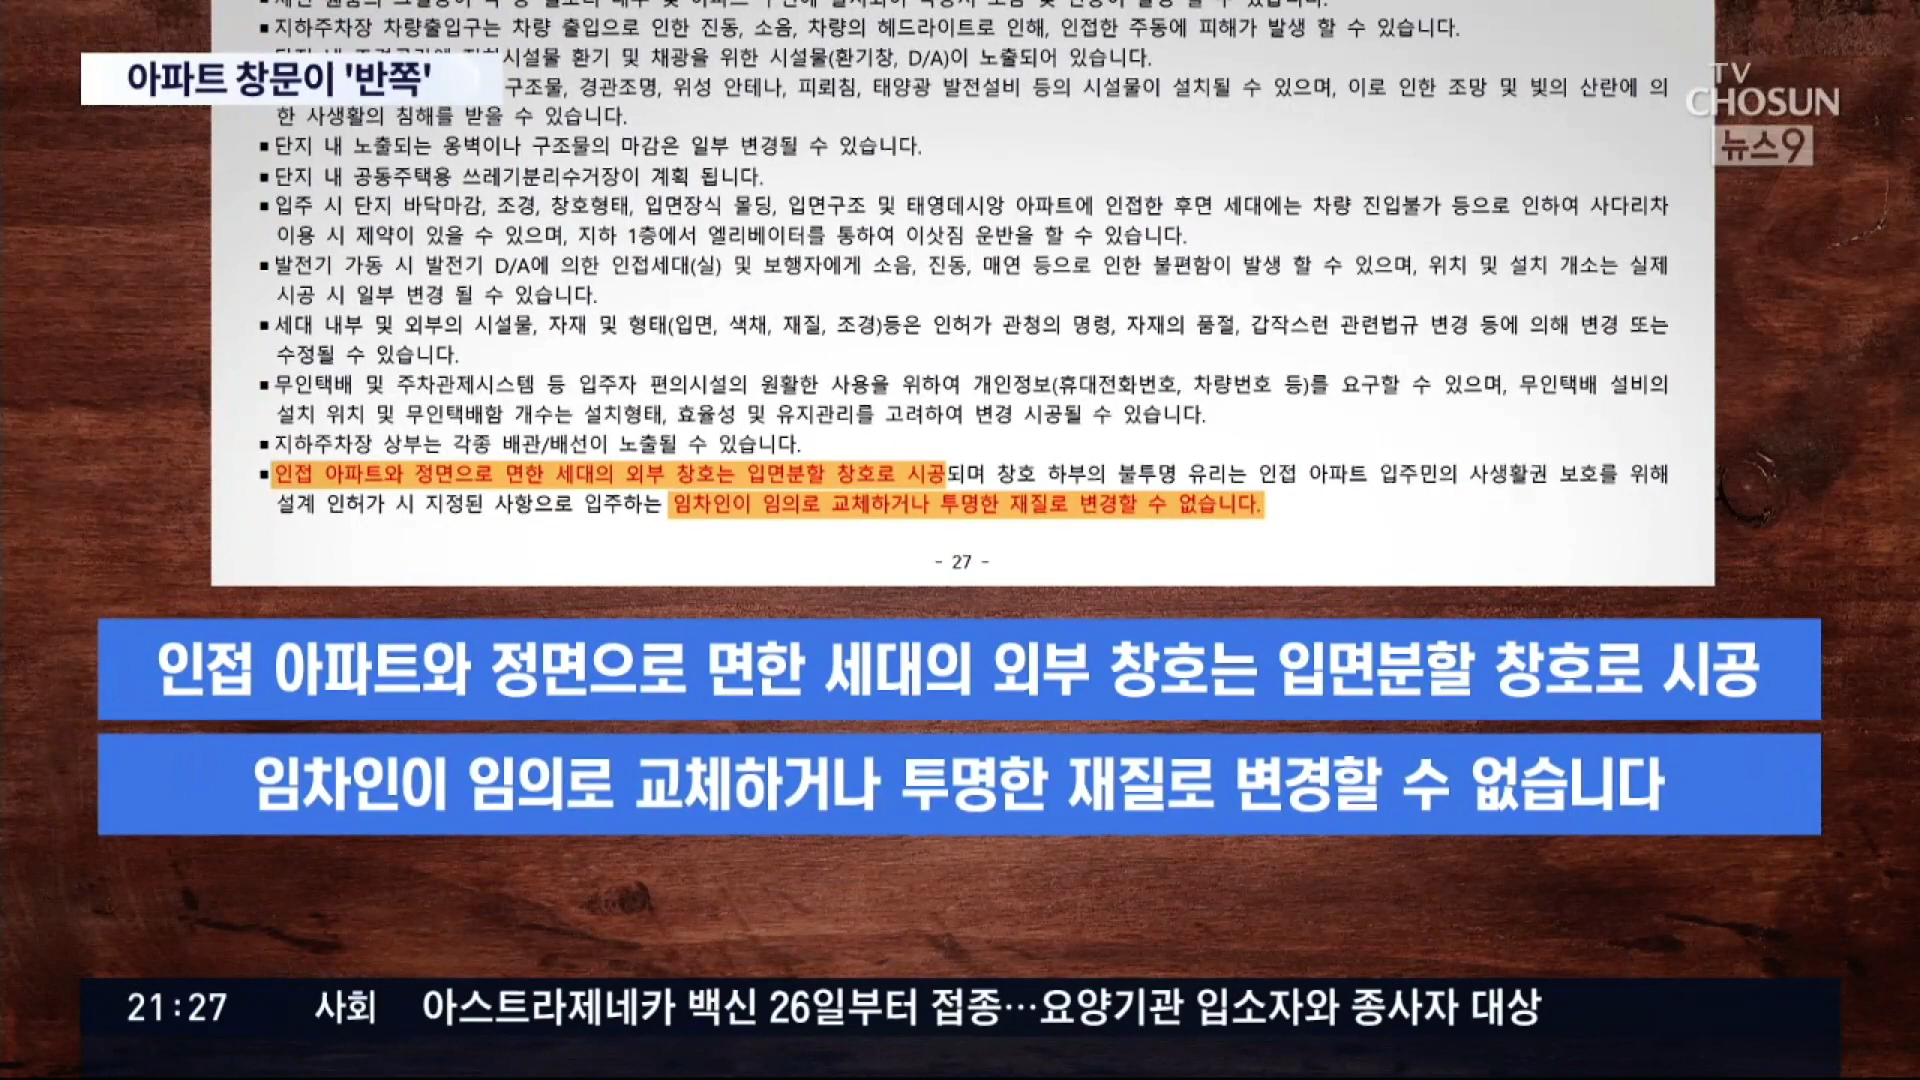 지하주차장 차량출입구는 차량 출입으로 인한 진동, 소음, 차량의 헤드라이트로 인해, 인접한 주동에 피해가 발생 할 수 있습니다.
시설물 환기 및 채광을 위한 시설물(환기창, D/A)이 노출되어 있습니다.
아파트 창문이 '반쪽'
TV
CHOSUN
뉴스9
구조물, 경관조명, 위성 안테나, 피뢰침, 태양광 발전설비 등의 시설물이 설치될 수 있으며, 이로 인한 조망 및 빛의 산란에 의
한 사생활의 침해를 받을 수 있습니다.
■ 단지 내 노출되는 옹벽이나 구조물의 마감은 일부 변경될 수 있습니다.
■ 단지 내 공동주택용 쓰레기분리수거장이 계획 됩니다.
■ 입주 시 단지 바닥마감, 조경, 창호형태, 입면장식 몰딩, 입면구조 및 태영데시앙 아파트에 인접한 후면 세대에는 차량 진입불가 등으로 인하여 사다리차
이용 시 제약이 있을 수 있으며, 지하 1층에서 엘리베이터를 통하여 이삿짐 운반을 할 수 있습니다.
■ 발전기 가동 시 발전기 D/A에 의한 인접세대(실) 및 보행자에게 소음, 진동, 매연 등으로 인한 불편함이 발생 할 수 있으며, 위치 및 설치 개소는 실제
시공 시 일부 변경 될 수 있습니다.
■ 세대 내부 및 외부의 시설물, 자재 및 형태(입면, 색채, 재질, 조경)등은 인허가 관청의 명령, 자재의 품절, 갑작스런 관련법규 변경 등에 의해 변경 또는
수정될 수 있습니다.
■ 무인택배 및 주차관제시스템 등 입주자 편의시설의 원활한 사용을 위하여 개인정보(휴대전화번호, 차량번호 등)를 요구할 수 있으며, 무인택배 설비의
설치 위치 및 무인택배함 개수는 설치형태, 효율성 및 유지관리를 고려하여 변경 시공될 수 있습니다.
■ 지하주차장 상부는 각종 배관/배선이 노출될 수 있습니다.
■ 인접 아파트와 정면으로 면한 세대의 외부 창호는 입면분할 창호로 시공되며 창호 하부의 불투명 유리는 인접 아파트 입주민의 사생활권 보호를 위해
설계 인허가 시 지정된 사항으로 입주하는 임차인이 임의로 교체하거나 투명한 재질로 변경할 수 없습니다.
- 27 -
인접 아파트와 정면으로 면한 세대의 외부 창호는 입면분할 창호로 시공
임차인이 임의로 교체하거나 투명한 재질로 변경할 수 없습니다
21:27 사회 아스트라제네카 백신 26일부터 접종…요양기관 입소자와 종사자 대상